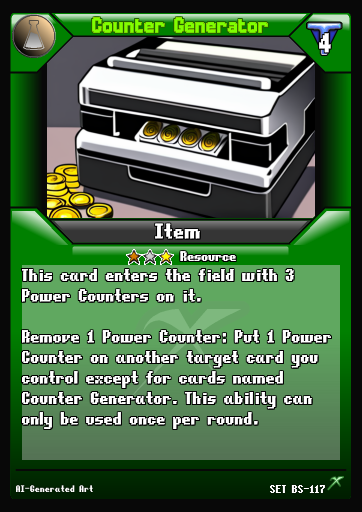 Counter Generator
4
Item
Resource
This card enters the field with 3
Power Counters on it.
Remove 1 Power Counter: Put 1 Power
Counter on another target card you
control except for cards named
Counter Generator. This ability can
only be used once per round.
AI-Generated Art
SET BS-117